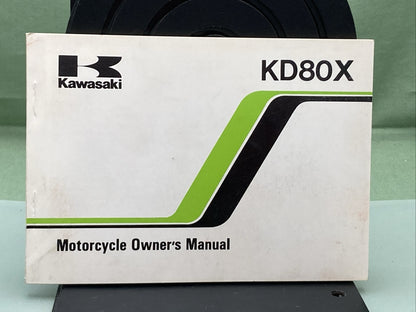 Kawasaki
KD80X
Motorcycle Owner's Manual